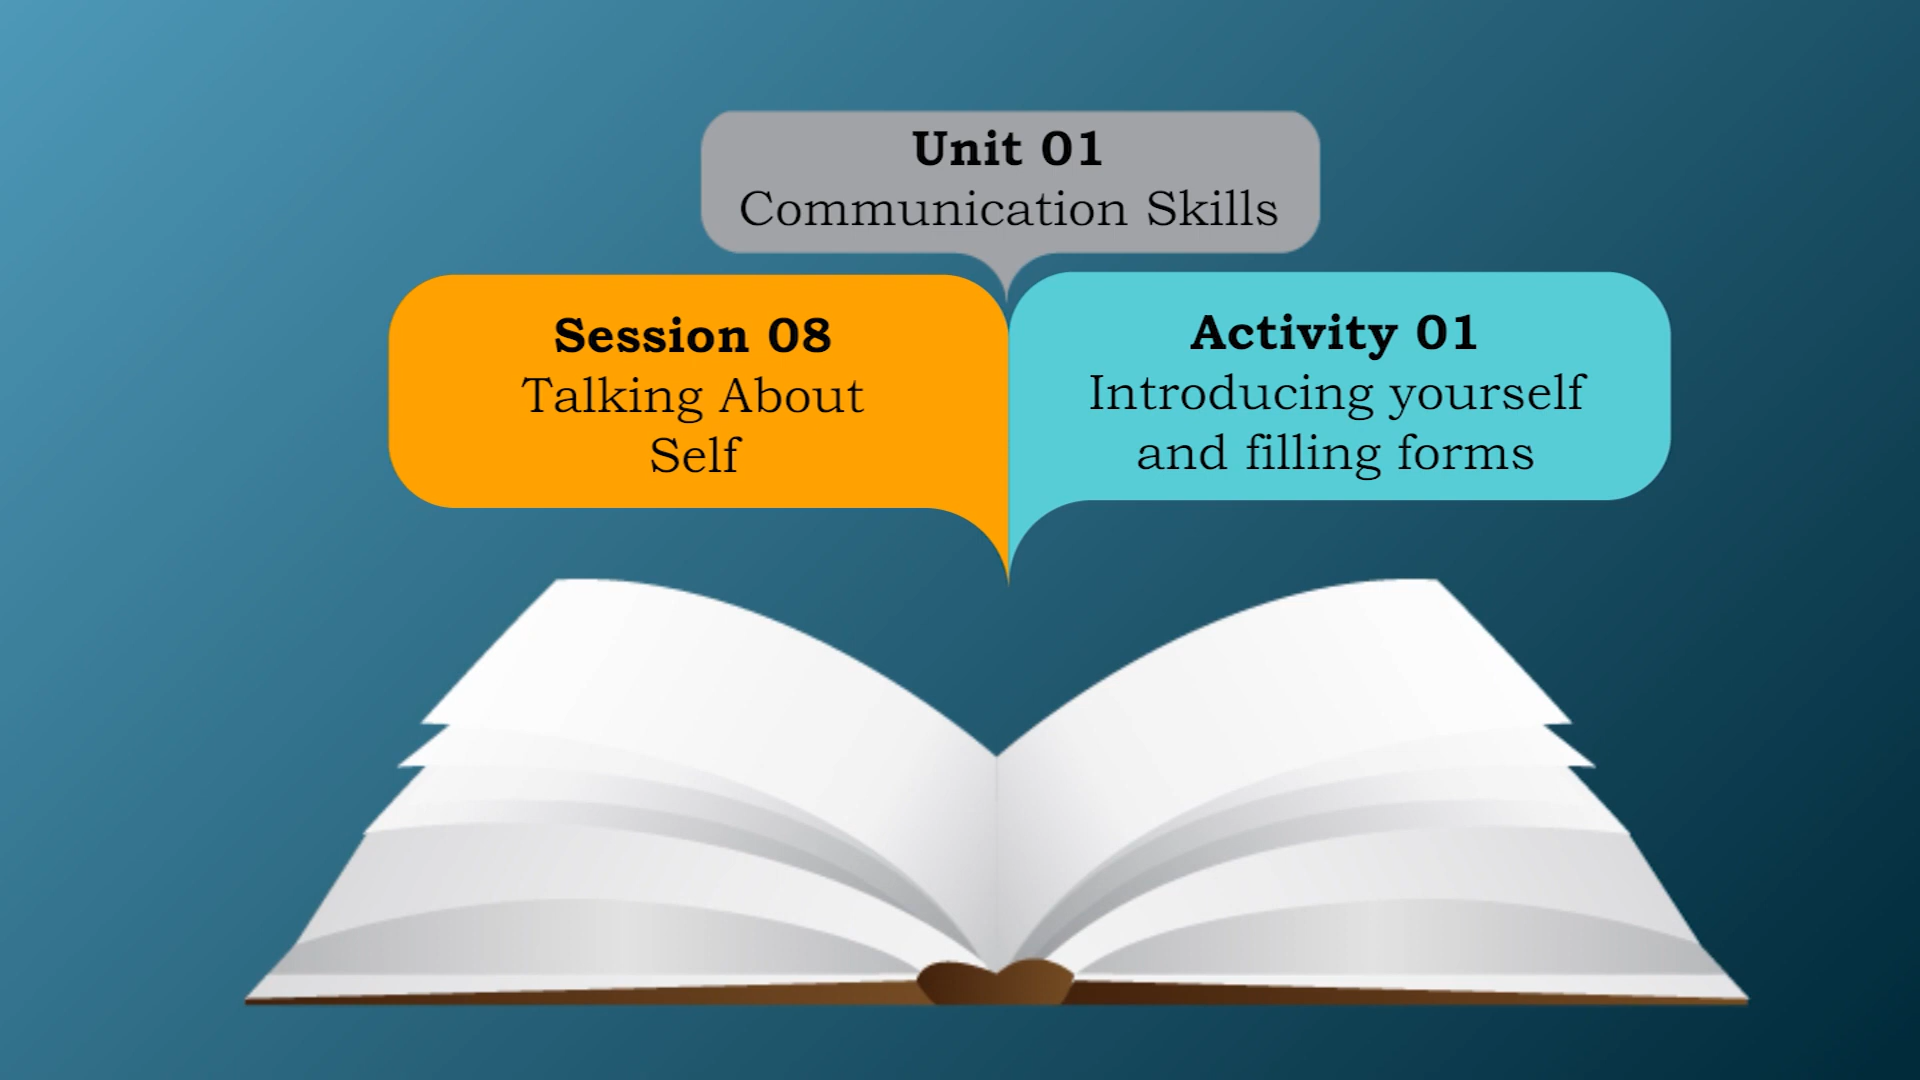 Unit 01
Communication Skills
Session 08
Talking About
Self
Activity 01
Introducing yourself
and filling forms